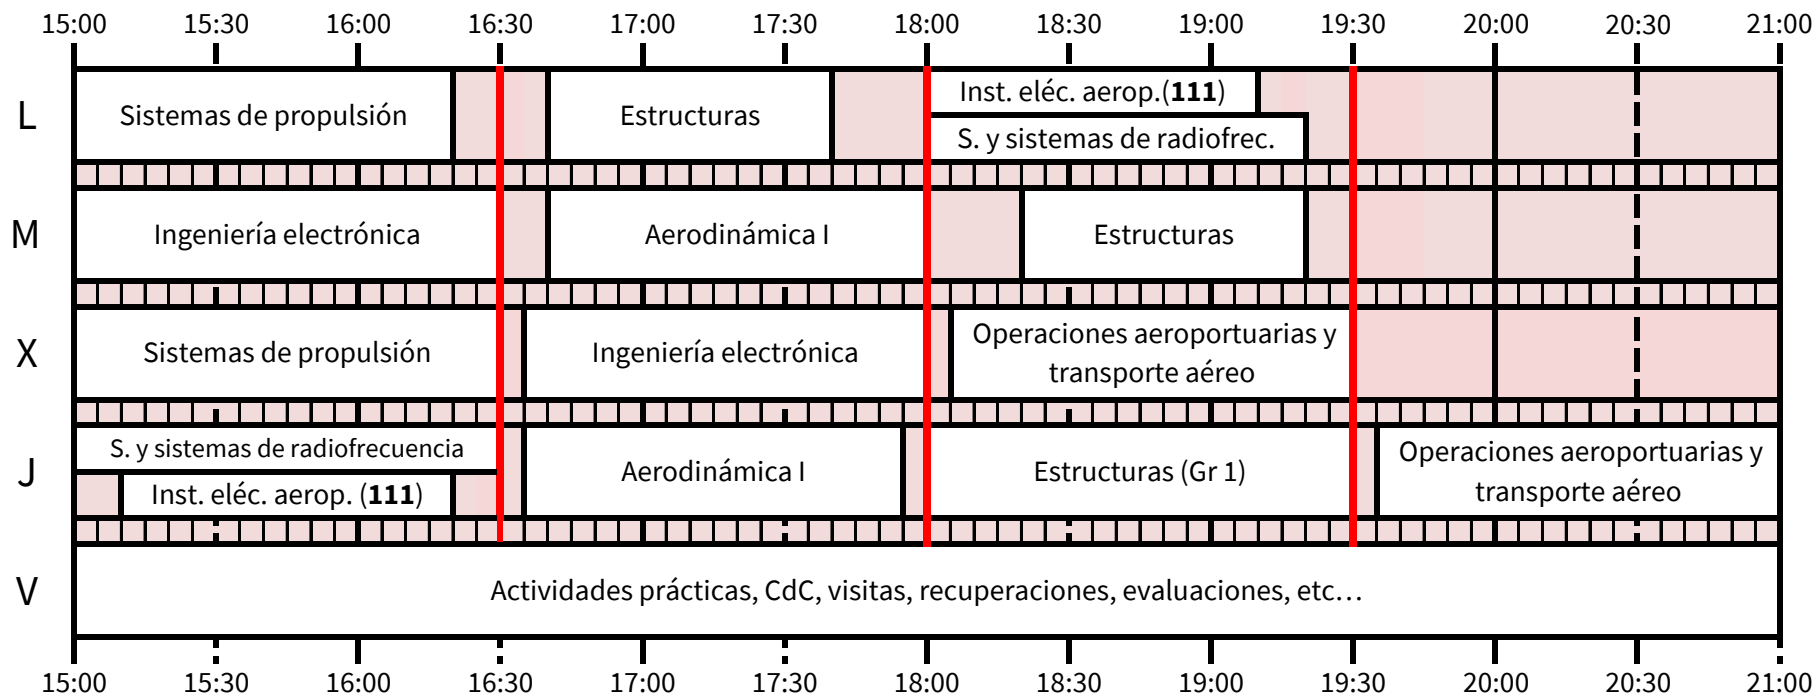 15:00 15:30 16:00 16:30 17:00 17:30 18:00 18:30 19:00 19:30 20:00 20:30 21:00
L
Sistemas de propulsión
Estructuras
Inst. eléc. aerop.(111)
S. y sistemas de radiofrec.
M
Ingeniería electrónica
Aerodinámica I
Estructuras
X
Sistemas de propulsión
Ingeniería electrónica
Operaciones aeroportuarias y
transporte aéreo
J
S. y sistemas de radiofrecuencia
Inst. eléc. aerop. (111)
Aerodinámica I
Estructuras (Gr 1)
Operaciones aeroportuarias y
transporte aéreo
V
Actividades prácticas, CdC, visitas, recuperaciones, evaluaciones, etc…
15:00 15:30 16:00 16:30 17:00 17:30 18:00 18:30 19:00 19:30 20:00 20:30 21:00